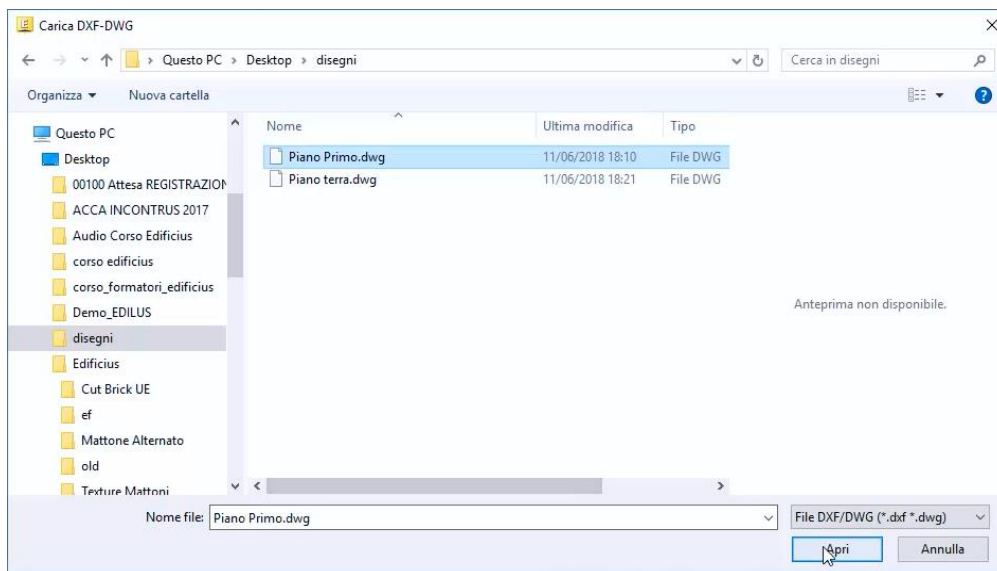 Carica DXF-DWG
Questo PC > Desktop > disegni
Cerca in disegni
Organizza
Nuova cartella
Nome
Ultima modifica
Tipo
Questo PC
Desktop
00100 Attesa REGISTRAZION
ACCA INCONTRUS 2017
Audio Corso Edificius
corso edificius
corso_formatori_edificius
Demo_EDILUS
disegni
Edificius
Cut Brick UE
ef
Mattone Alternato
old
Texture Mattoni
Piano Primo.dwg 11/06/2018 18:10 File DWG
Piano terra.dwg 11/06/2018 18:21 File DWG
Anteprima non disponibile.
Nome file: Piano Primo.dwg
File DXF/DWG (*.dxf *.dwg)
Apri
Annulla